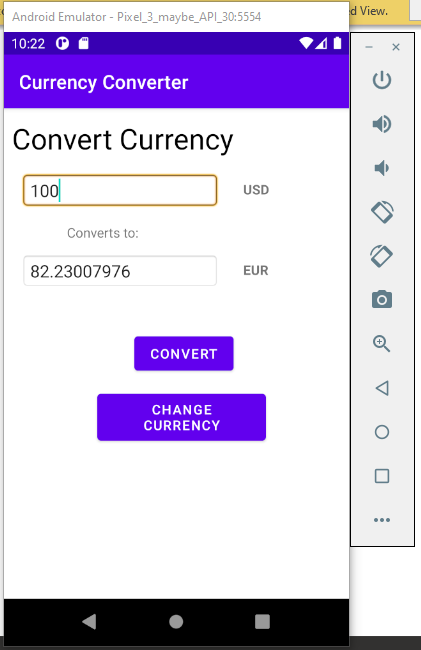 d View.
Android Emulator - Pixel_3_maybe_API_30:5554
10:22
Currency Converter
Convert Currency
100 USD
Converts to:
82.23007976 EUR
CONVERT
CHANGE
CURRENCY